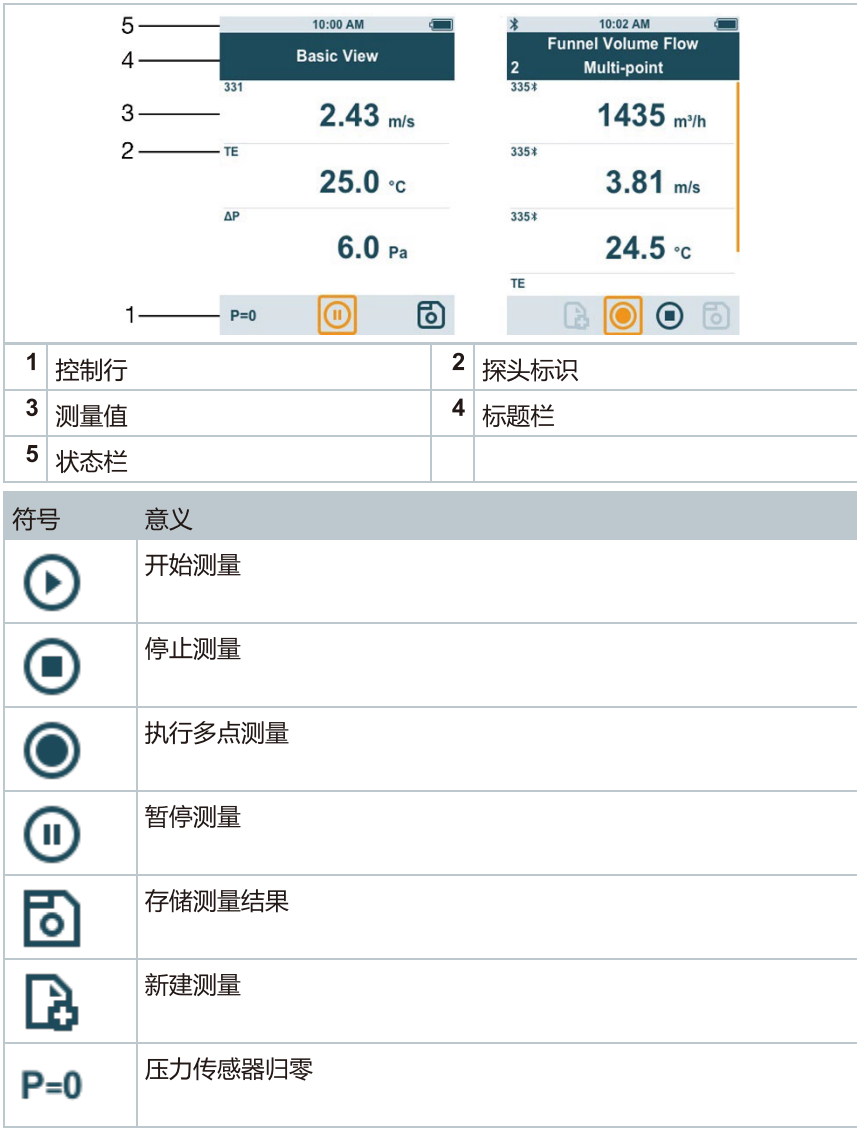 5
10:00 AM
4
Basic View
331
3
2.43 m/s
2
TE
25.0 °C
ΔP
6.0 Pa
1
P=0
10:02 AM
Funnel Volume Flow
2 Multi-point
335
1435 m³/h
335
3.81 m/s
335
24.5 °C
TE
1 控制行 2 探头标识
3 测量值 4 标题栏
5 状态栏
符号 意义
开始测量
停止测量
执行多点测量
暂停测量
存储测量结果
新建测量
P=0 压力传感器归零